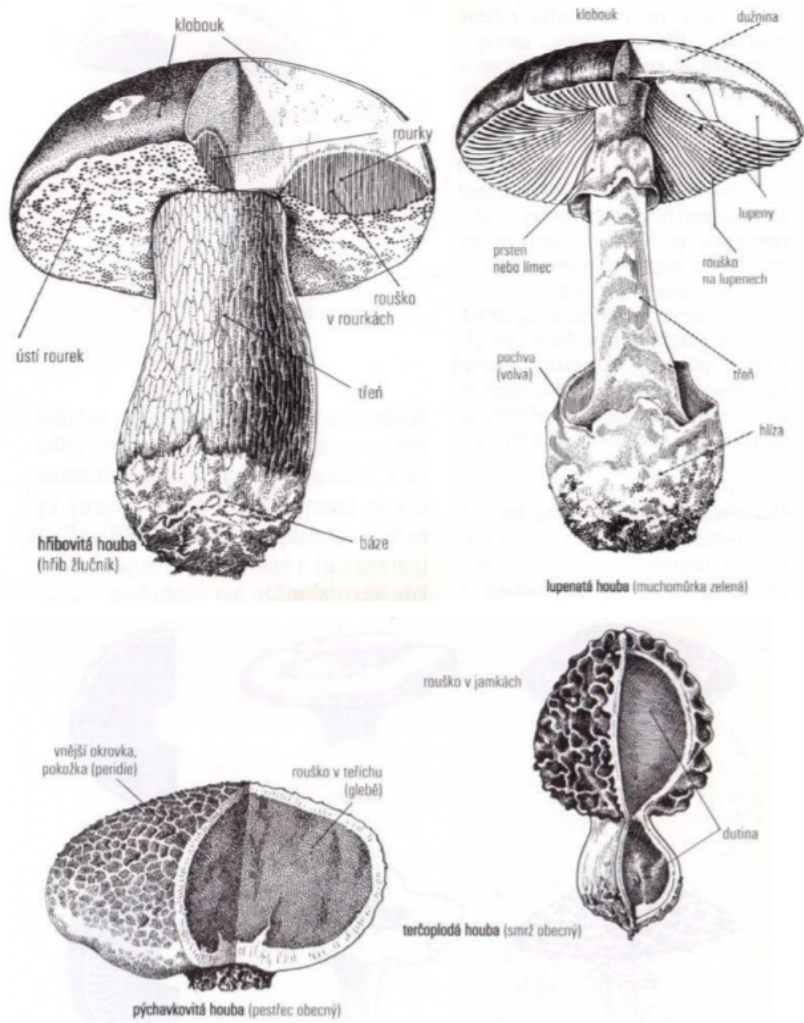 klobouk
rourky
rouško
v rourkách
ústí rourek
třeň
báze
hřibovitá houba
(hřib žlučník)
klobouk
dužnina
lupeny
prsten
nebo límec
rouško
na lupenech
pochva
(volva)
třeň
hlíza
lupenatá houba (muchomůrka zelená)
vnější okrovka,
pokožka (peridie)
rouško v teřichu
(glebě)
pýchavkovitá houba (pestřec obecný)
rouško v jamkách
dutina
terčoplodá houba (smrž obecný)